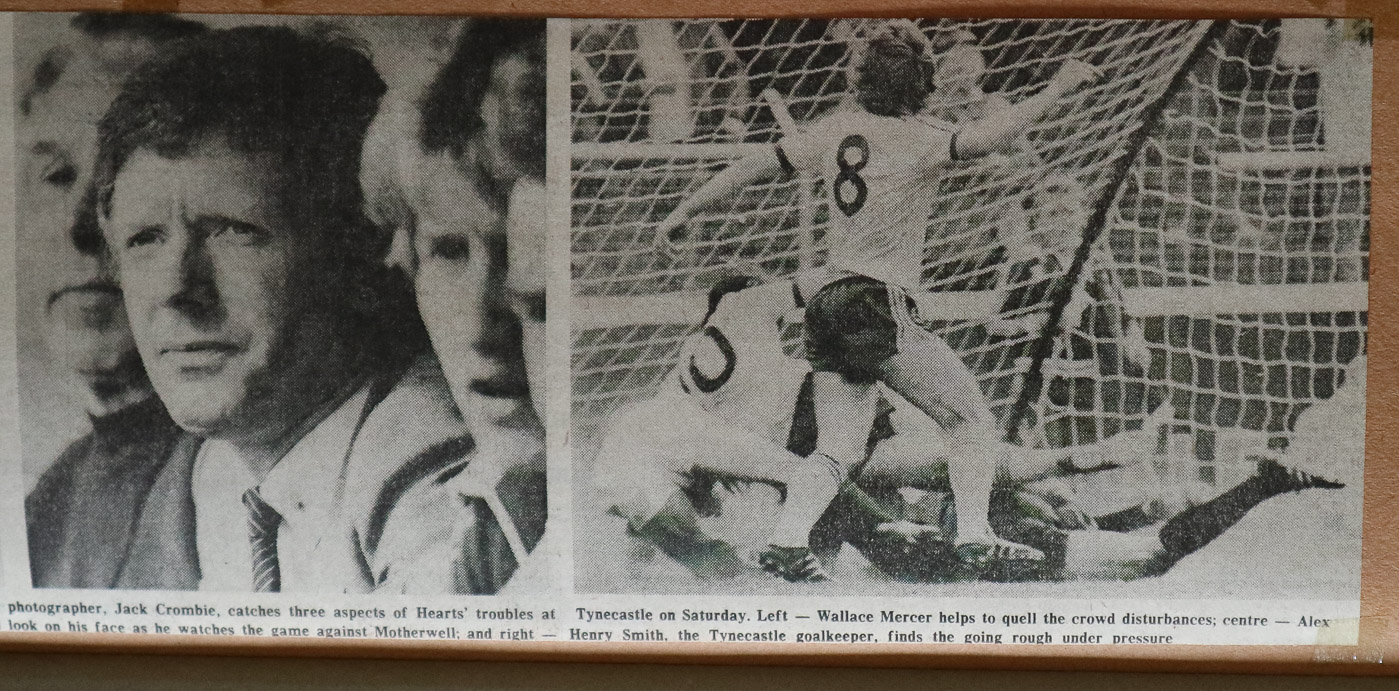 8
photographer, Jack Crombie, catches three aspects of Hearts' troubles at Tynecastle on Saturday. Left — Wallace Mercer helps to quell the crowd disturbances; centre — Alex
look on his face as he watches the game against Motherwell; and right — Henry Smith, the Tynecastle goalkeeper, finds the going rough under pressure